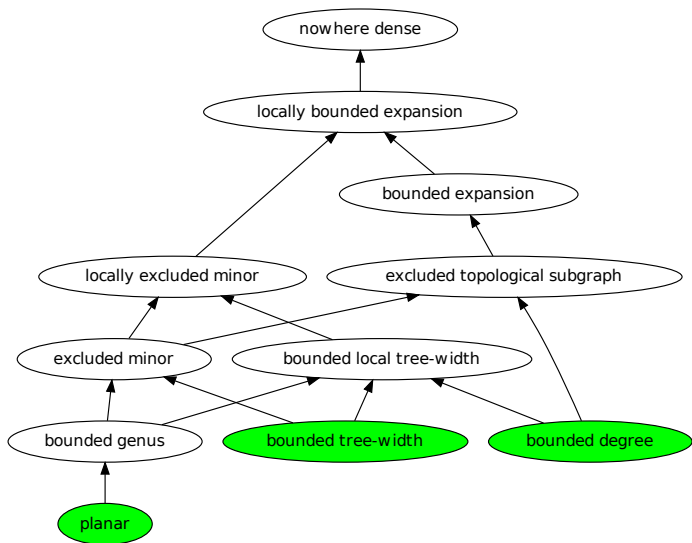 nowhere dense
locally bounded expansion
bounded expansion
locally excluded minor
excluded topological subgraph
excluded minor
bounded local tree-width
bounded genus
bounded tree-width
bounded degree
planar